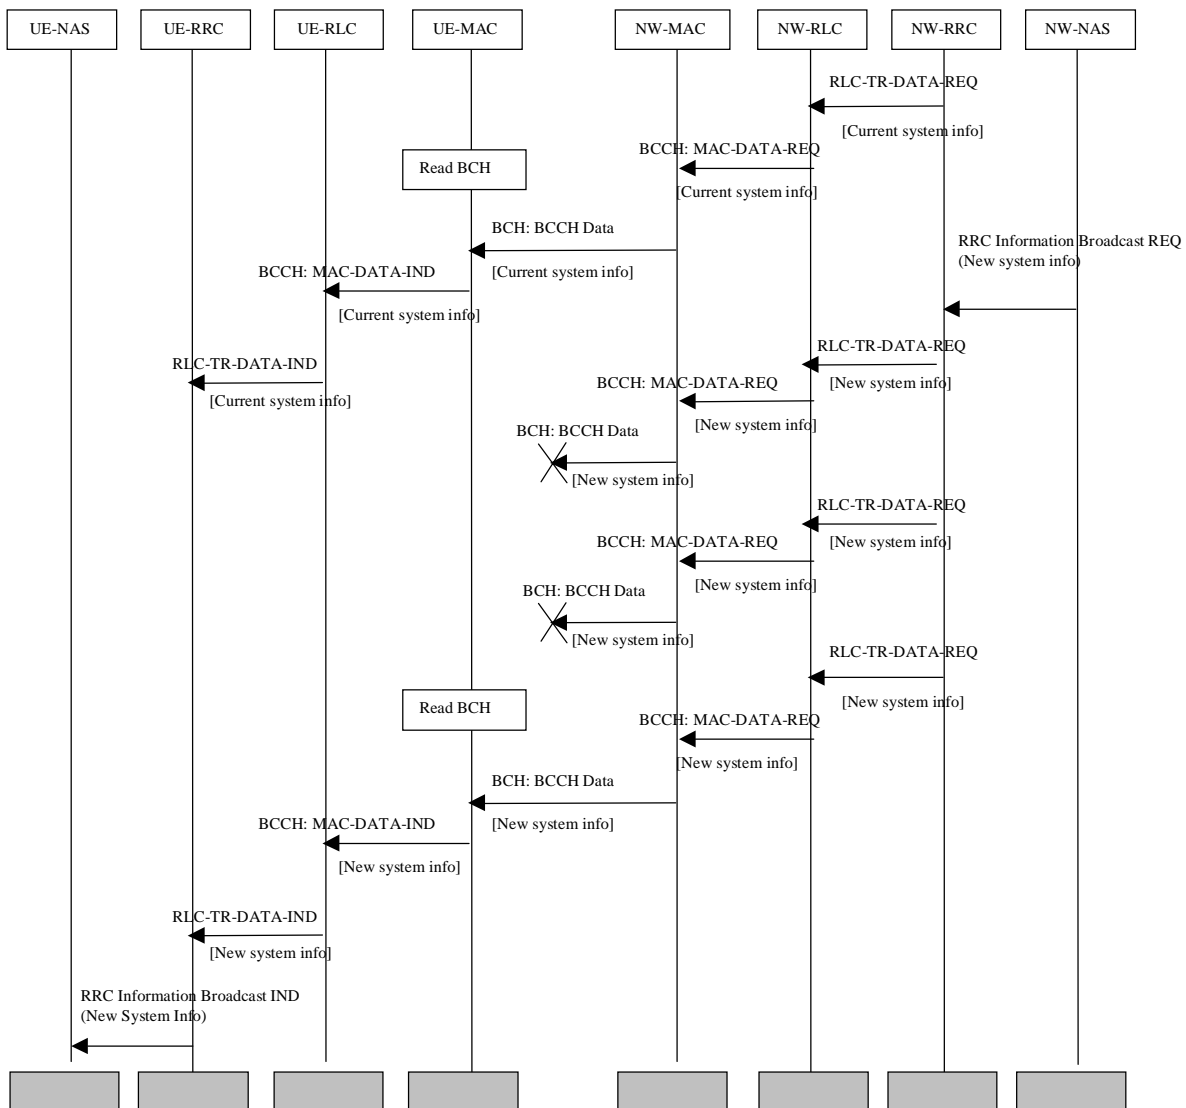 UE-NAS
UE-RRC
UE-RLC
UE-MAC
NW-MAC
NW-RLC
NW-RRC
NW-NAS
RLC-TR-DATA-REQ
[Current system info]
BCCH: MAC-DATA-REQ
Read BCH
[Current system info]
BCH: BCCH Data
RRC Information Broadcast REQ
(New system info)
BCCH: MAC-DATA-IND
[Current system info]
[Current system info]
RLC-TR-DATA-REQ
RLC-TR-DATA-IND
[New system info]
BCCH: MAC-DATA-REQ
[Current system info]
[New system info]
BCH: BCCH Data
[New system info]
RLC-TR-DATA-REQ
[New system info]
BCCH: MAC-DATA-REQ
[New system info]
BCH: BCCH Data
[New system info]
RLC-TR-DATA-REQ
[New system info]
Read BCH
BCCH: MAC-DATA-REQ
[New system info]
BCH: BCCH Data
[New system info]
BCCH: MAC-DATA-IND
[New system info]
RLC-TR-DATA-IND
[New system info]
RRC Information Broadcast IND
(New System Info)